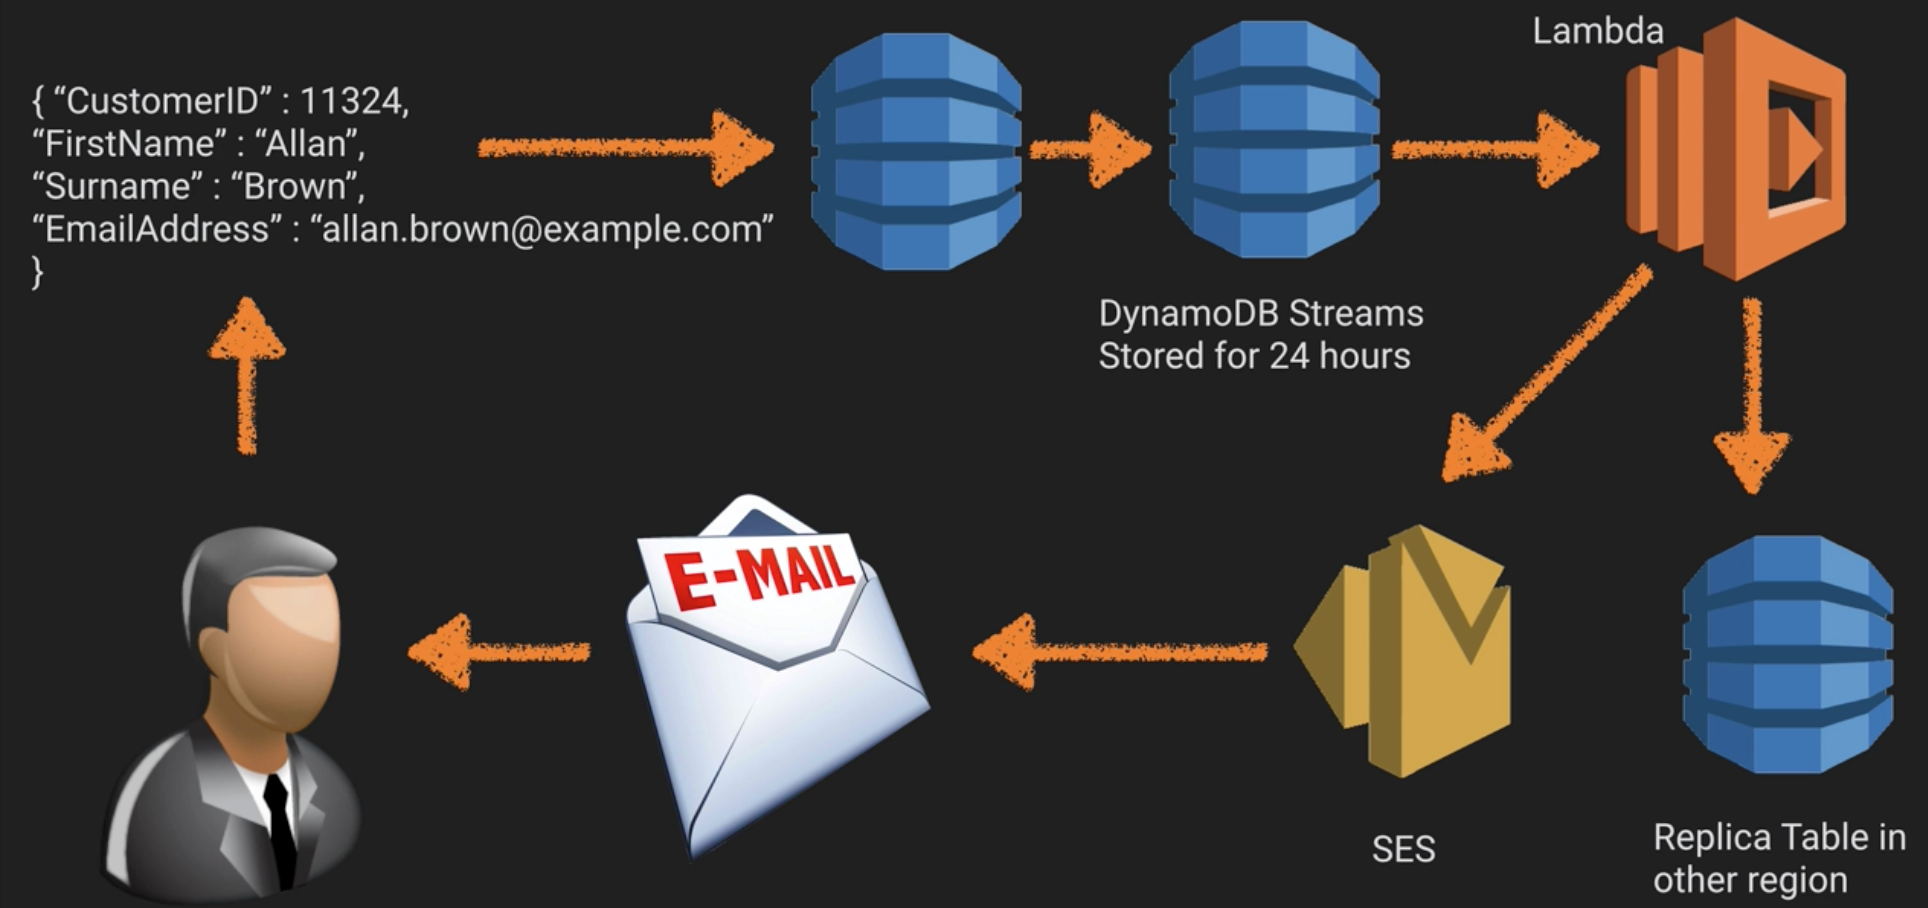 { “CustomerID” : 11324,
“FirstName” : “Allan”,
“Surname” : “Brown”,
“EmailAddress” : “allan.brown@example.com”
}
Lambda
DynamoDB Streams
Stored for 24 hours
E-MAIL
SES
Replica Table in
other region